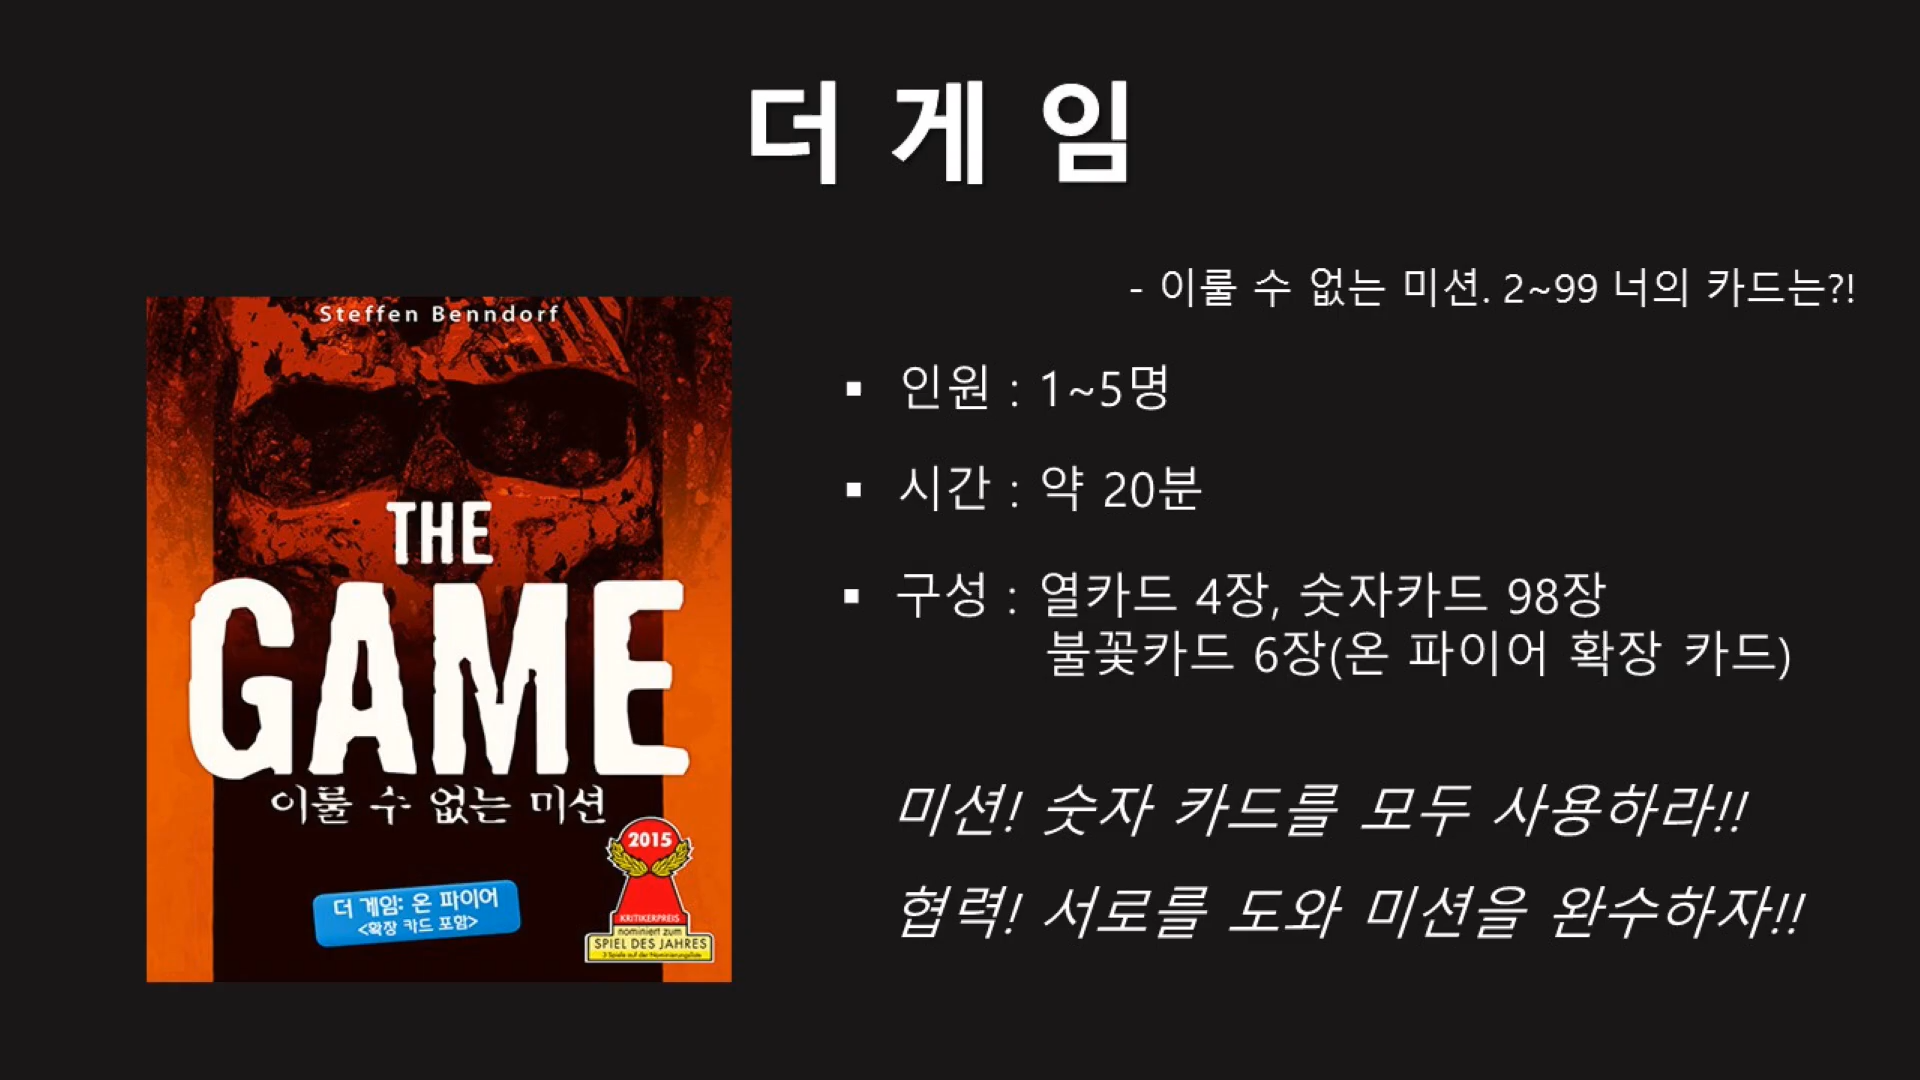 더 게 임
- 이룰 수 없는 미션. 2~99 너의 카드는?!
▪ 인원 : 1~5명
▪ 시간 : 약 20분
▪ 구성 : 열카드 4장, 숫자카드 98장
불꽃카드 6장(온 파이어 확장 카드)
미션! 숫자 카드를 모두 사용하라!!
협력! 서로를 도와 미션을 완수하자!!
Steffen Benndorf
THE
GAME
이룰 수 없는 미션
더 게임: 온 파이어
<확장 카드 포함>
2015
KRITIKERPREIS
nominiert zum
SPIEL DES JAHRES
3 Spiele auf der Nominierungsliste